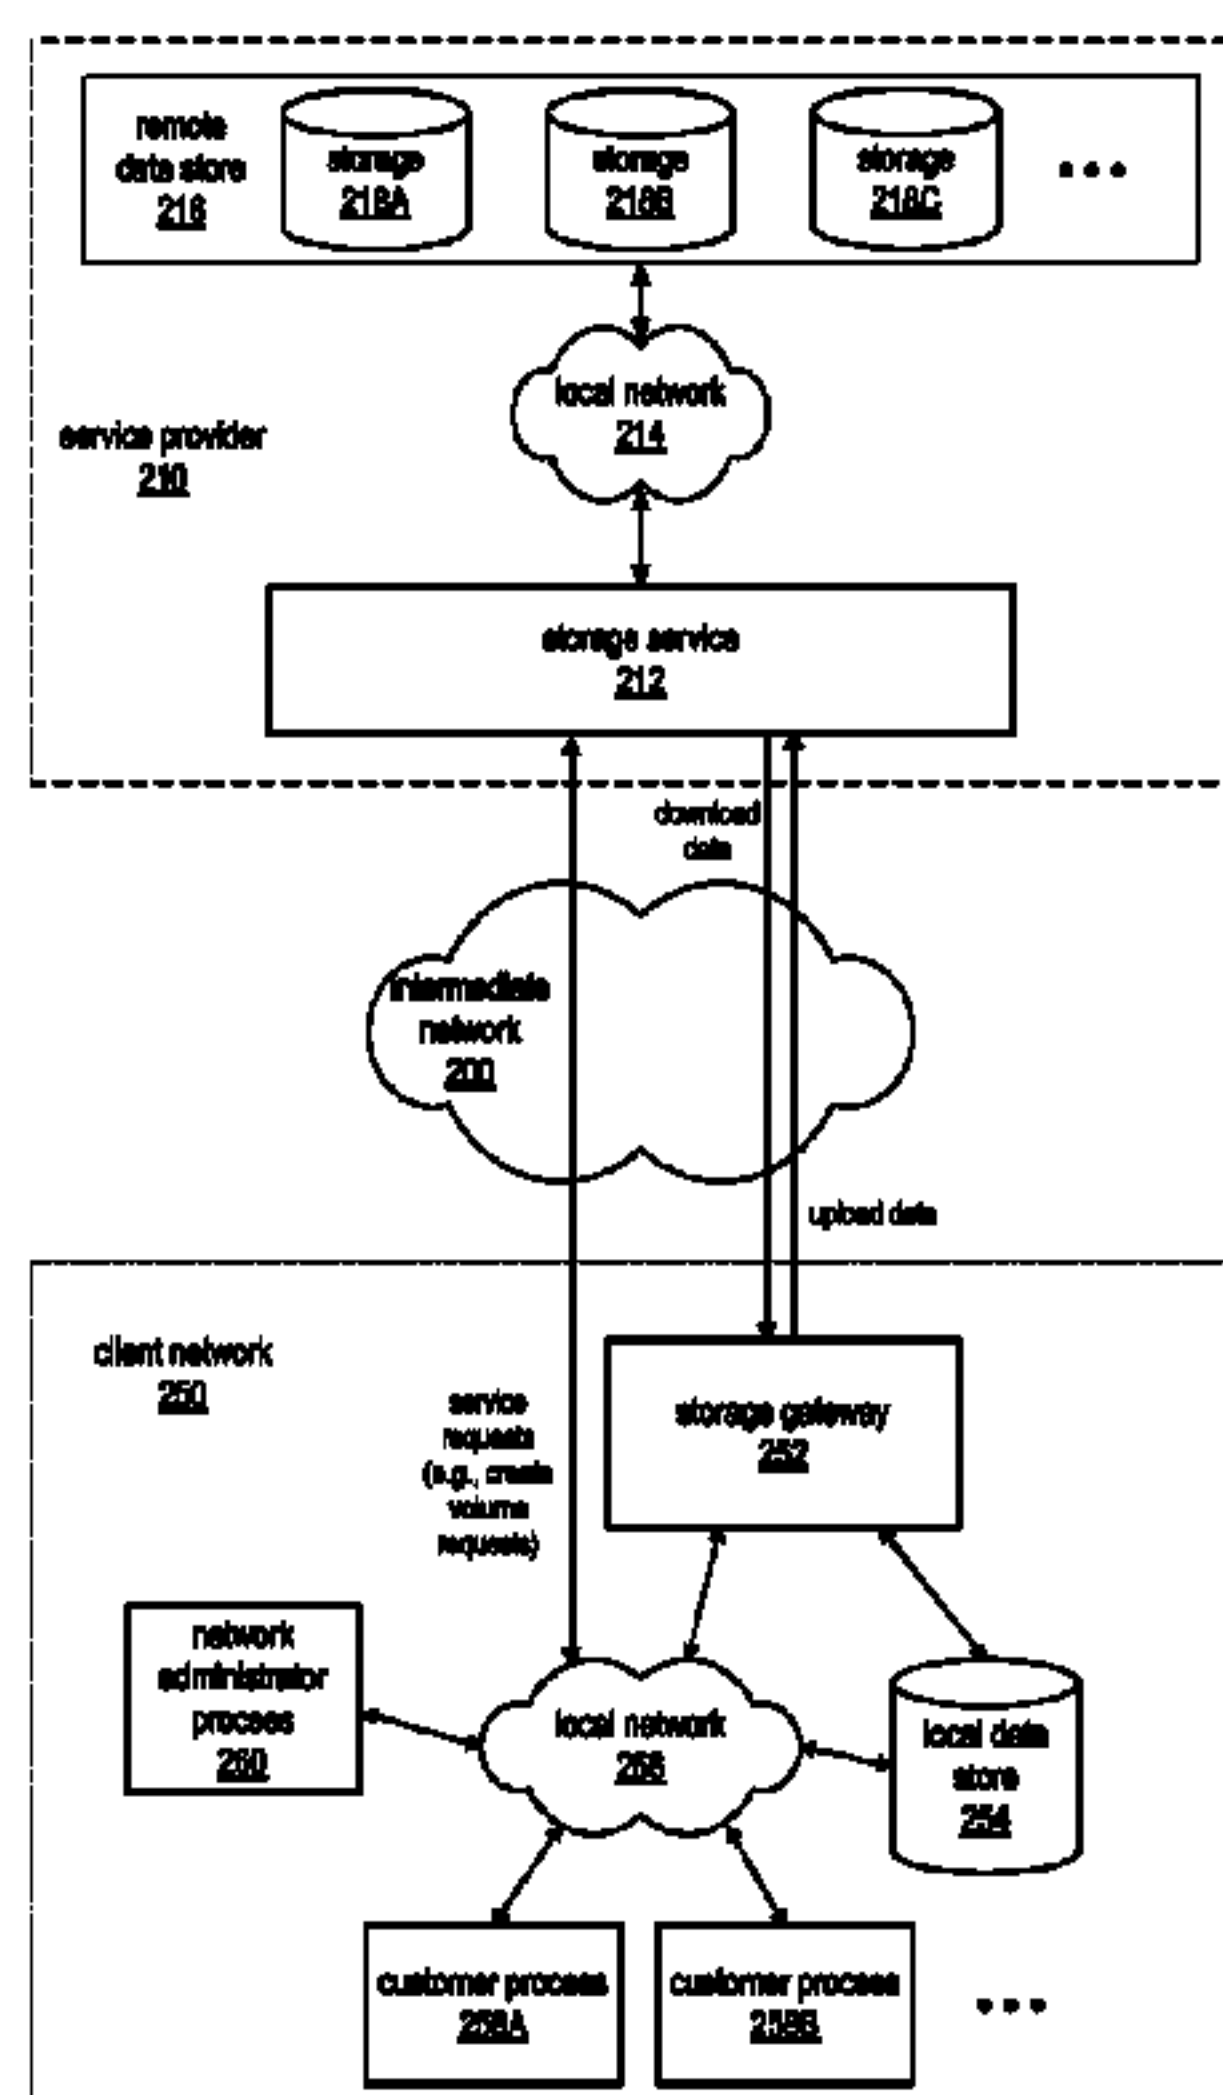 remote
data store
216
storage
218A
storage
218B
storage
218C
local network
214
service provider
210
storage service
212
download
data
intermediate
network
200
upload data
client network
250
service
requests
(e.g., create
volume
requests)
storage gateway
252
network
administrator
process
260
local network
256
local data
store
254
customer process
258A
customer process
258B